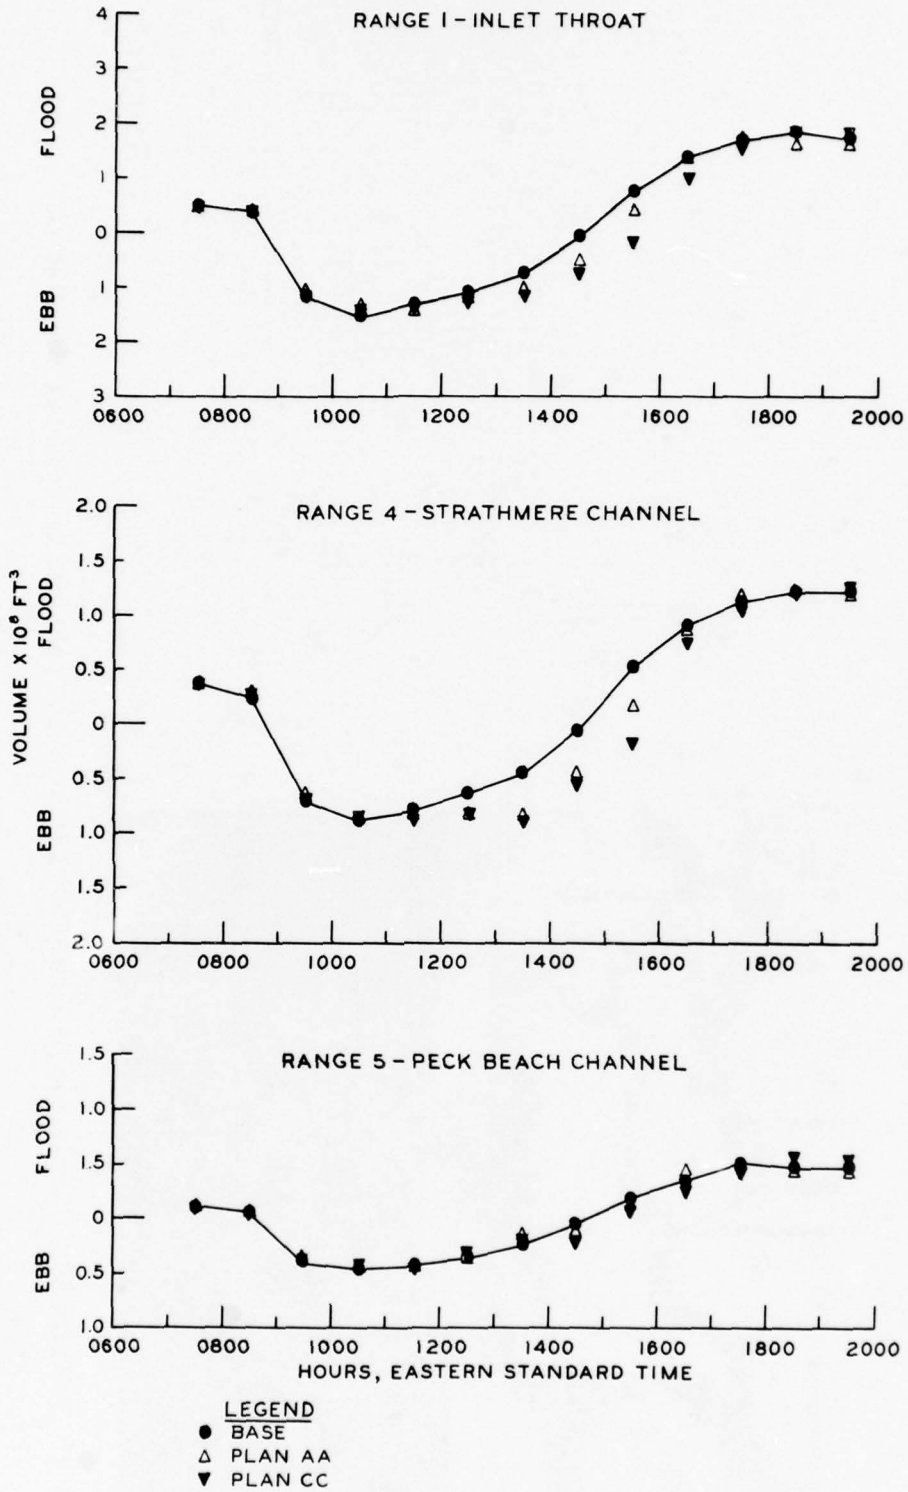 RANGE 1 - INLET THROAT
4
3
2
1
0
1
2
3
FLOOD
EBB
0600 0800 1000 1200 1400 1600 1800 2000
RANGE 4 - STRATHMERE CHANNEL
2.0
1.5
1.0
0.5
0
0.5
1.0
1.5
2.0
VOLUME X 10⁸ FT³
FLOOD
EBB
0600 0800 1000 1200 1400 1600 1800 2000
RANGE 5 - PECK BEACH CHANNEL
1.5
1.0
1.5
0
0.5
1.0
FLOOD
EBB
0600 0800 1000 1200 1400 1600 1800 2000
HOURS, EASTERN STANDARD TIME
LEGEND
BASE
PLAN AA
PLAN CC